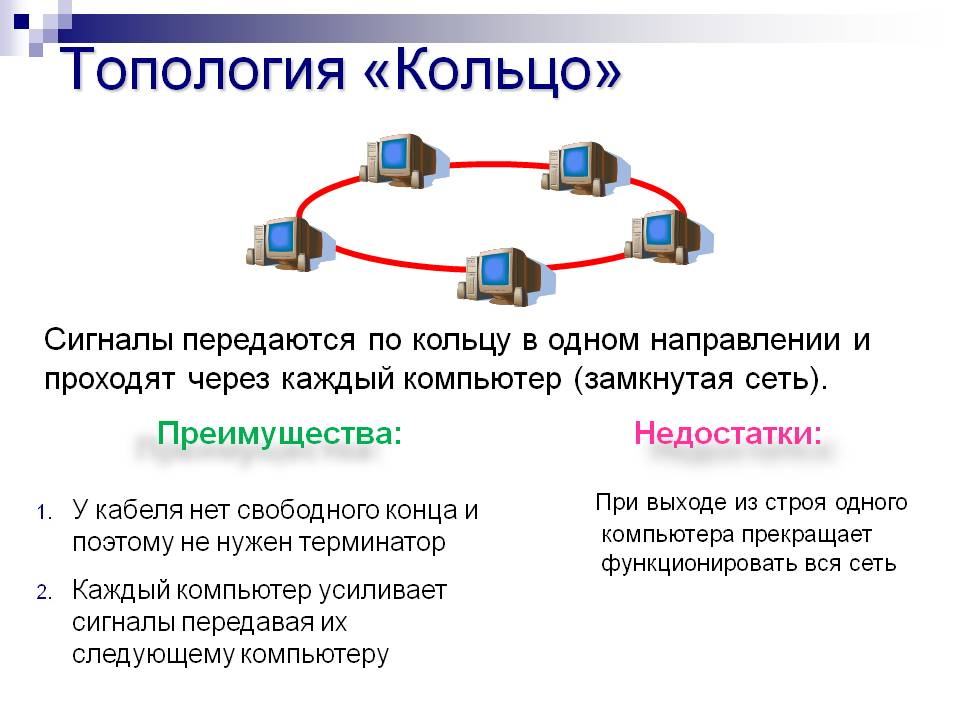 Топология «Кольцо»
Сигналы передаются по кольцу в одном направлении и
проходят через каждый компьютер (замкнутая сеть).
Преимущества:
1. У кабеля нет свободного конца и
поэтому не нужен терминатор
2. Каждый компьютер усиливает
сигналы передавая их
следующему компьютеру
Недостатки:
При выходе из строя одного
компьютера прекращает
функционировать вся сеть